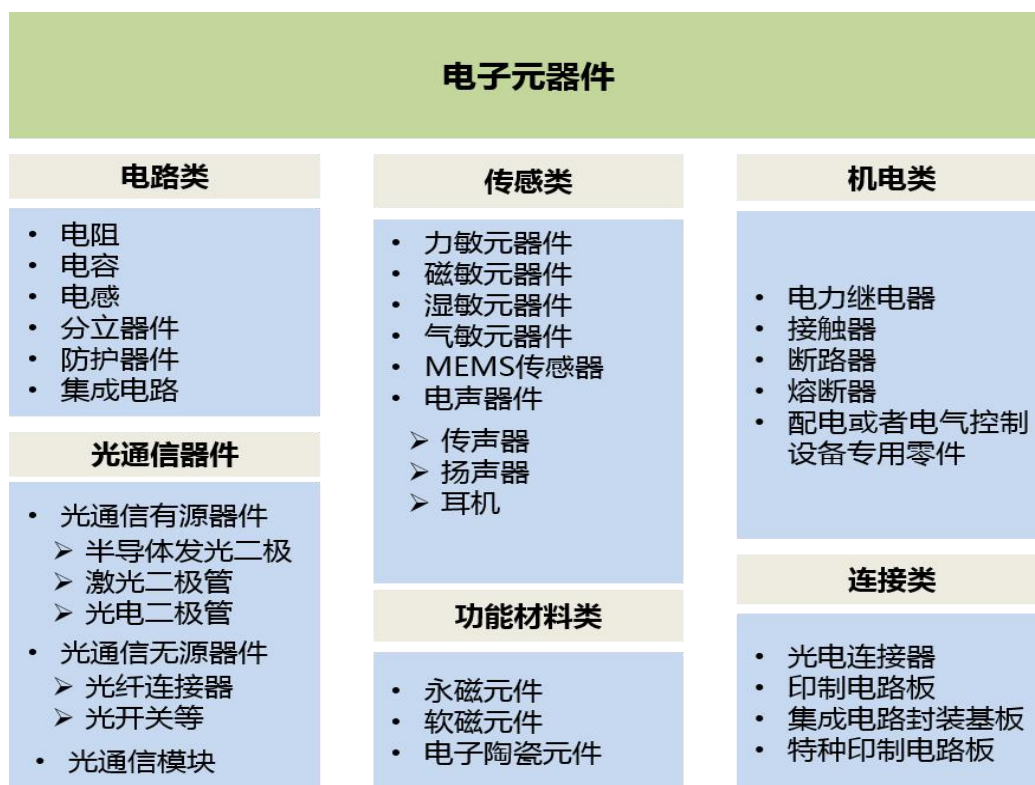 电子元器件
电路类
• 电阻
• 电容
• 电感
• 分立器件
• 防护器件
• 集成电路
光通信器件
• 光通信有源器件
➢ 半导体发光二极
➢ 激光二极管
➢ 光电二极管
• 光通信无源器件
➢ 光纤连接器
➢ 光开关等
• 光通信模块
传感类
• 力敏元器件
• 磁敏元器件
• 湿敏元器件
• 气敏元器件
• MEMS传感器
• 电声器件
➢ 传声器
➢ 扬声器
➢ 耳机
功能材料类
• 永磁元件
• 软磁元件
• 电子陶瓷元件
机电类
• 电力继电器
• 接触器
• 断路器
• 熔断器
• 配电或者电气控制
设备专用零件
连接类
• 光电连接器
• 印制电路板
• 集成电路封装基板
• 特种印制电路板